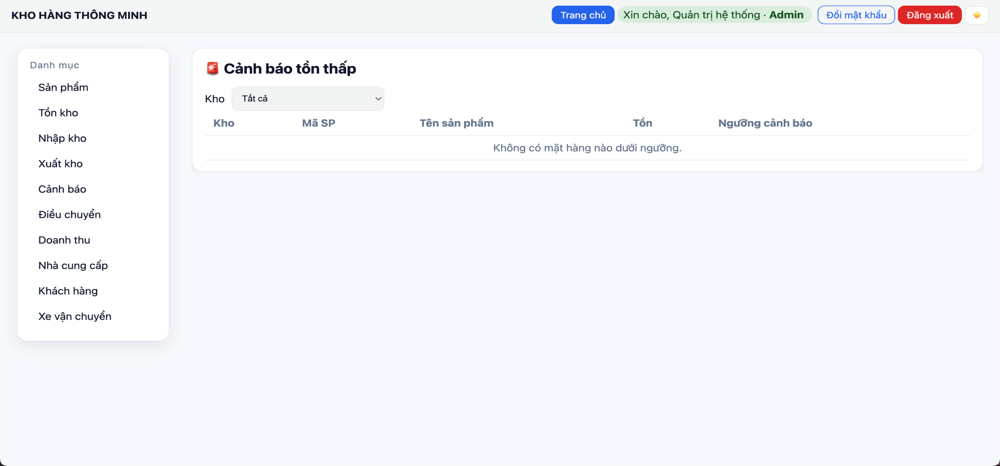 KHO HÀNG THÔNG MINH
Trang chủ
Xin chào, Quản trị hệ thống · Admin
Đổi mật khẩu
Đăng xuất
Danh mục
Sản phẩm
Tồn kho
Nhập kho
Xuất kho
Cảnh báo
Điều chuyển
Doanh thu
Nhà cung cấp
Khách hàng
Xe vận chuyển
Cảnh báo tồn thấp
Kho
Tất cả
Kho Mã SP Tên sản phẩm Tồn Ngưỡng cảnh báo
Không có mặt hàng nào dưới ngưỡng.